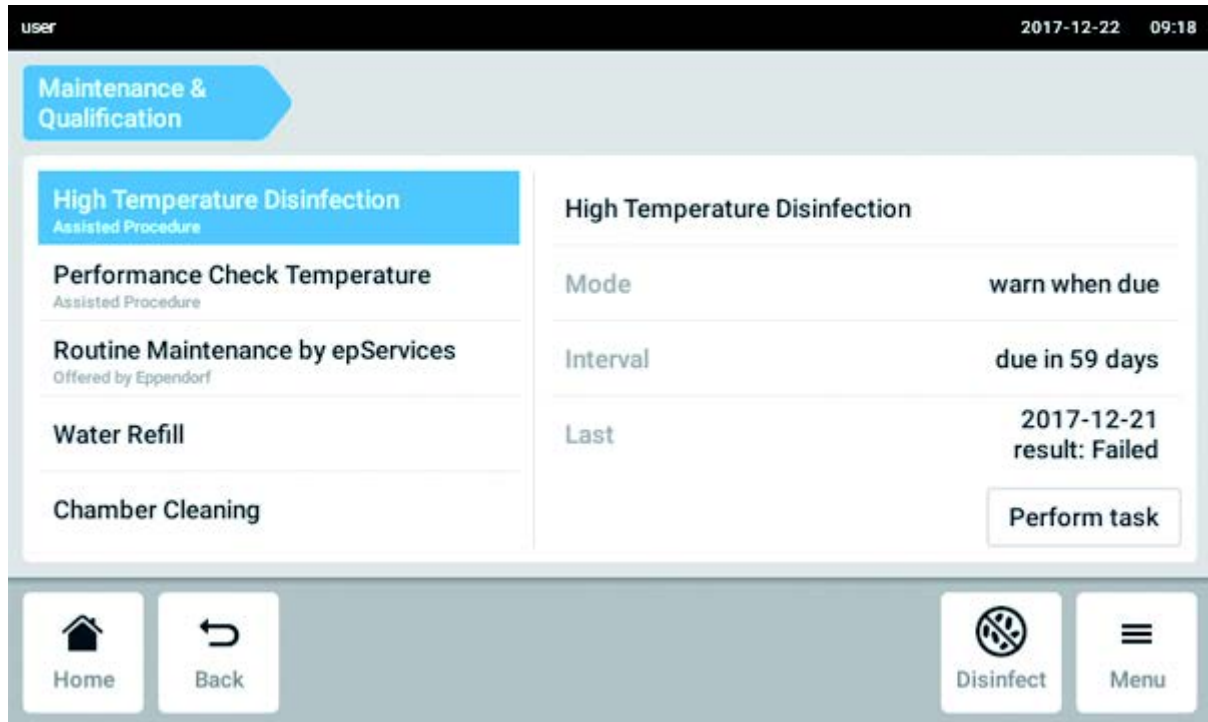 user
2017-12-22 09:18
Maintenance &
Qualification
High Temperature Disinfection
Assisted Procedure
Performance Check Temperature
Assisted Procedure
Routine Maintenance by epServices
Offered by Eppendorf
Water Refill
Chamber Cleaning
High Temperature Disinfection
Mode
warn when due
Interval
due in 59 days
Last
2017-12-21
result: Failed
Perform task
Home
Back
Disinfect
Menu